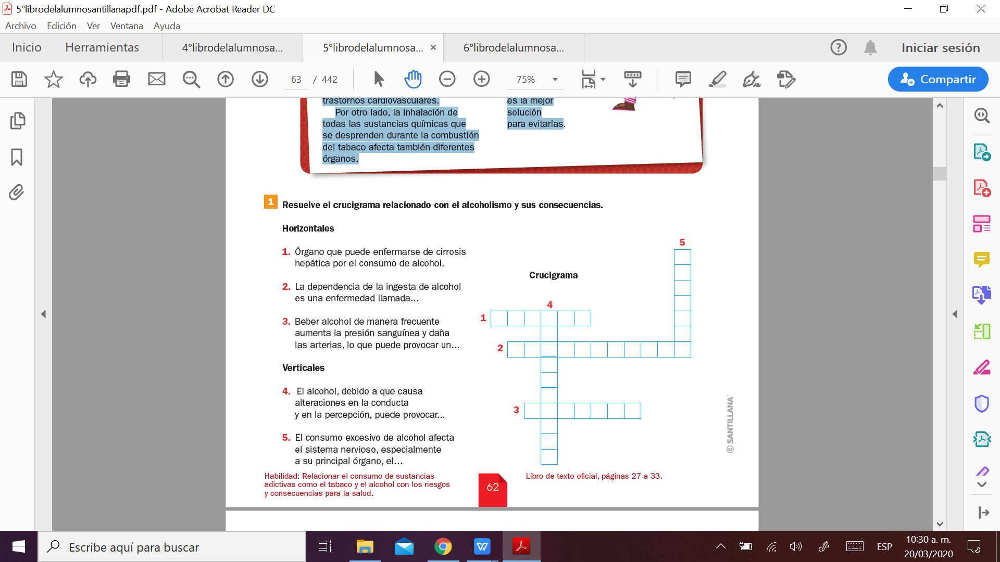 5°librodelalumnosantillanapdf.pdf - Adobe Acrobat Reader DC
Archivo Edición Ver Ventana Ayuda
Inicio Herramientas 4°librodelalumnosa... 5°librodelalumnosa... × 6°librodelalumnosa... ? Iniciar sesión
63 / 442 75% Compartir
trastornos cardiovasculares.
Por otro lado, la inhalación de
todas las sustancias químicas que
se desprenden durante la combustión
del tabaco afecta también diferentes
órganos.
es la mejor
solución
para evitarlas.
1 Resuelve el crucigrama relacionado con el alcoholismo y sus consecuencias.
Horizontales
1. Órgano que puede enfermarse de cirrosis
hepática por el consumo de alcohol.
2. La dependencia de la ingesta de alcohol
es una enfermedad llamada...
3. Beber alcohol de manera frecuente
aumenta la presión sanguínea y daña
las arterias, lo que puede provocar un...
Verticales
4. El alcohol, debido a que causa
alteraciones en la conducta
y en la percepción, puede provocar...
5. El consumo excesivo de alcohol afecta
el sistema nervioso, especialmente
a su principal órgano, el...
Crucigrama
5
4
1
2
3
© SANTILLANA
Habilidad: Relacionar el consumo de sustancias
adictivas como el tabaco y el alcohol con los riesgos
y consecuencias para la salud.
62
Libro de texto oficial, páginas 27 a 33.
Escribe aquí para buscar
ESP
10:30 a. m.
20/03/2020